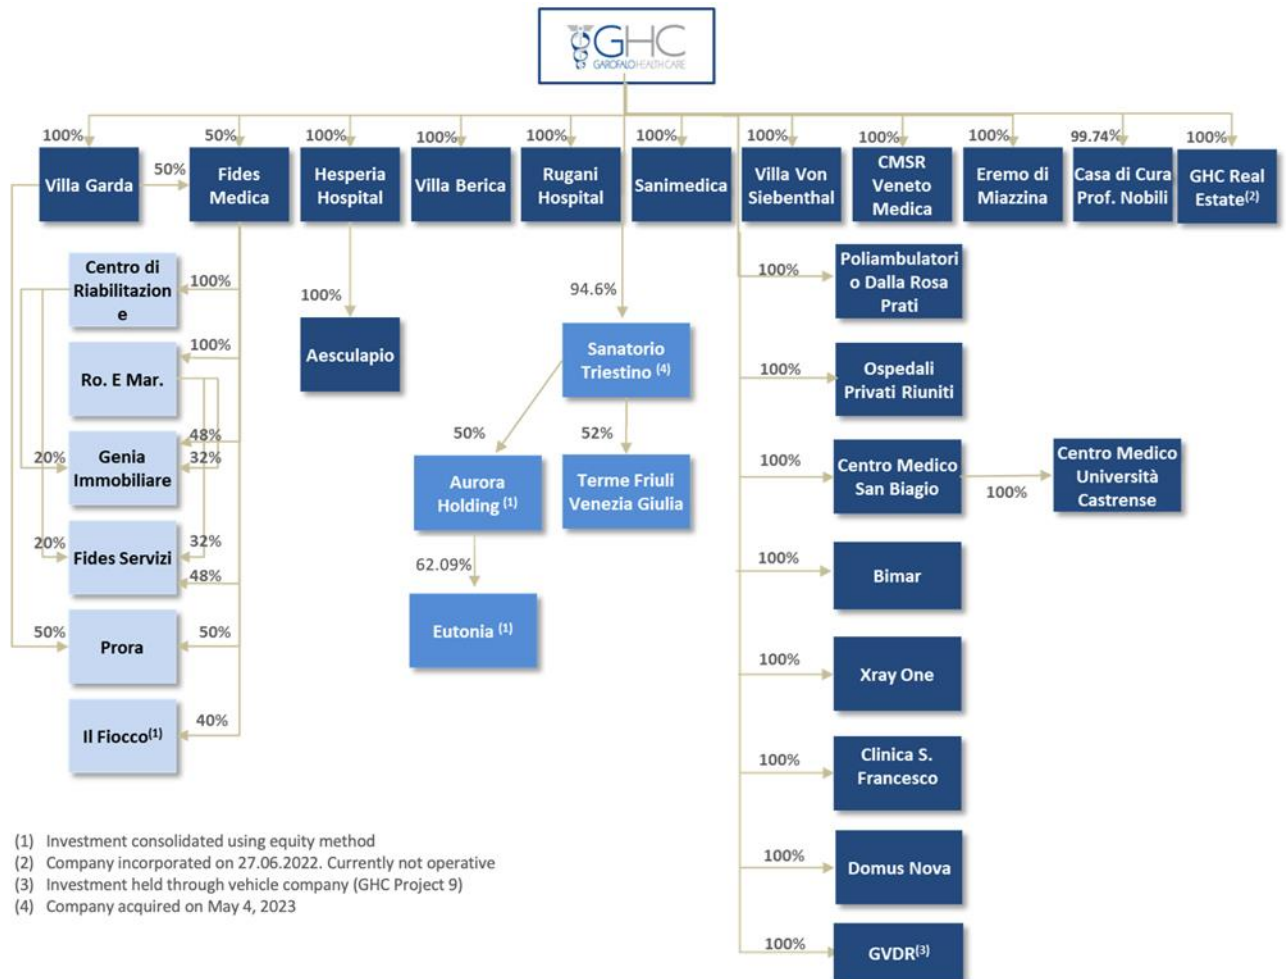 GHC
GAROFALO HEALTH CARE
100%
50%
100%
100%
100%
100%
100%
100%
100%
99.74%
100%
Villa Garda
50%
Fides
Medica
Hesperia
Hospital
Villa Berica
Rugani
Hospital
Sanimedica
Villa Von
Siebenthal
CMSR
Veneto
Medica
Eremo di
Miazzina
Casa di Cura
Prof. Nobili
GHC Real
Estate(2)
Centro di
Riabilitazion
e
100%
100%
94.6%
100%
Poliambulatori
o Dalla Rosa
Prati
Aesculapio
Sanatorio
Triestino (4)
100%
Ro. E Mar.
100%
Ospedali
Privati Riuniti
20%
Genia
Immobiliare
48%
32%
50%
52%
Aurora
Holding (1)
Terme Friuli
Venezia Giulia
100%
Centro Medico
San Biagio
100%
Centro Medico
Università
Castrense
20%
Fides Servizi
32%
48%
62.09%
100%
Bimar
Eutonia (1)
50%
Prora
50%
100%
Xray One
Il Fiocco(1)
40%
100%
Clinica S.
Francesco
100%
Domus Nova
100%
GVDR(3)
(1) Investment consolidated using equity method
(2) Company incorporated on 27.06.2022. Currently not operative
(3) Investment held through vehicle company (GHC Project 9)
(4) Company acquired on May 4, 2023